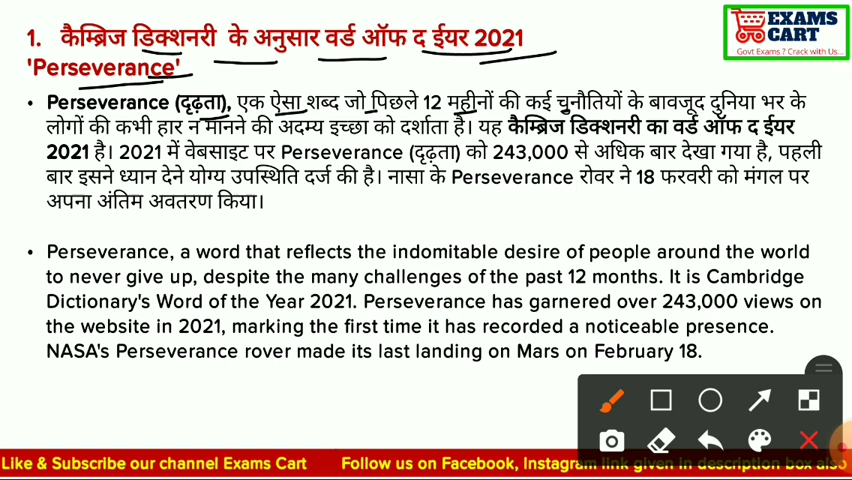 EXAMS
CART
Govt Exams ? Crack with Us...
1. कैम्ब्रिज डिक्शनरी के अनुसार वर्ड ऑफ द ईयर 2021
'Perseverance'
• Perseverance (दृढ़ता), एक ऐसा शब्द जो पिछले 12 महीनों की कई चुनौतियों के बावजूद दुनिया भर के
लोगों की कभी हार न मानने की अदम्य इच्छा को दर्शाता है। यह कैम्ब्रिज डिक्शनरी का वर्ड ऑफ द ईयर
2021 है। 2021 में वेबसाइट पर Perseverance (दृढ़ता) को 243,000 से अधिक बार देखा गया है, पहली
बार इसने ध्यान देने योग्य उपस्थिति दर्ज की है। नासा के Perseverance रोवर ने 18 फरवरी को मंगल पर
अपना अंतिम अवतरण किया।
• Perseverance, a word that reflects the indomitable desire of people around the world
to never give up, despite the many challenges of the past 12 months. It is Cambridge
Dictionary's Word of the Year 2021. Perseverance has garnered over 243,000 views on
the website in 2021, marking the first time it has recorded a noticeable presence.
NASA's Perseverance rover made its last landing on Mars on February 18.
Like & Subscribe our channel Exams Cart Follow us on Facebook, Instagram link given in description box also